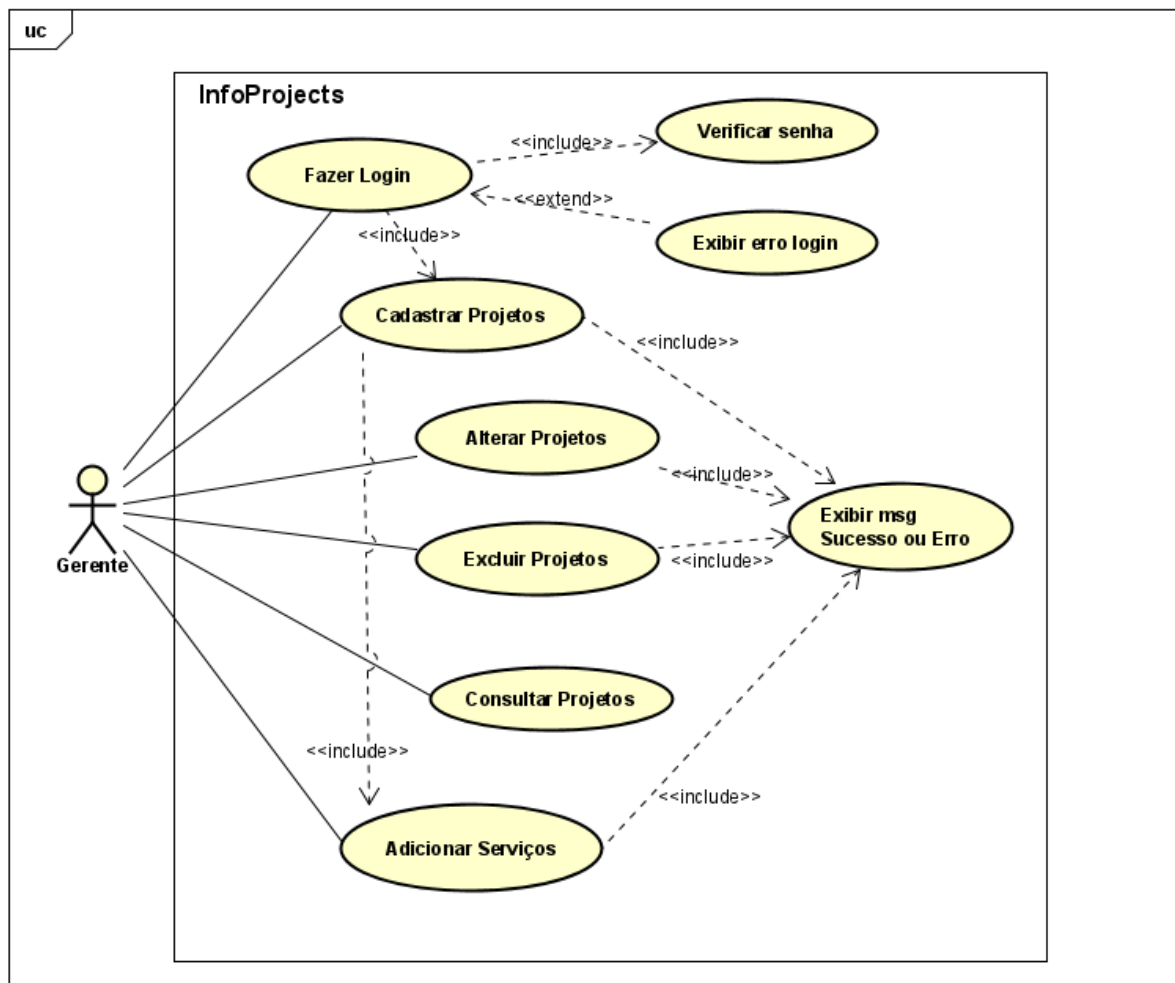 uc
InfoProjects
Verificar senha
<<include>>
Fazer Login
<<extend>>
<<include>>
Exibir erro login
Cadastrar Projetos
<<include>>
Alterar Projetos
<<include>>
Exibir msg
Sucesso ou Erro
Excluir Projetos
<<include>>
Gerente
Consultar Projetos
<<include>>
<<include>>
Adicionar Serviços